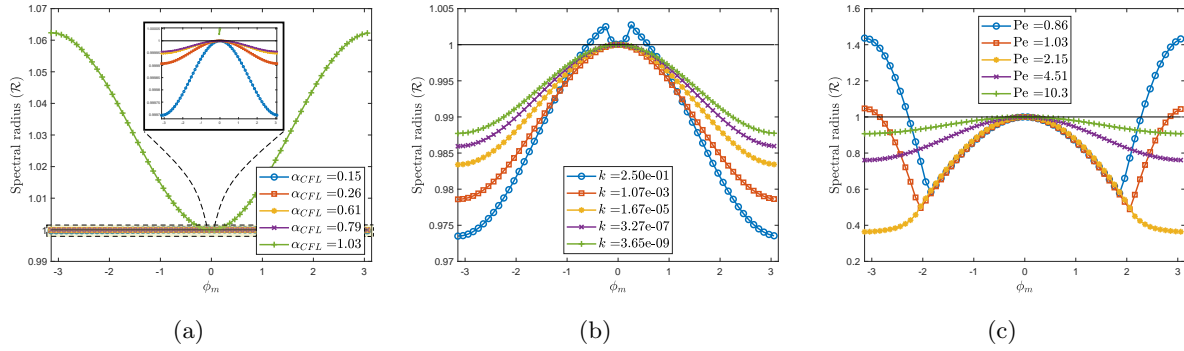 1.06
1.05
1.04
1.03
1.02
1.01
1
0.99
Spectral radius (R)
-3 -2 -1 0 1 2 3
ϕm
α_CFL =0.15
α_CFL =0.26
α_CFL =0.61
α_CFL =0.79
α_CFL =1.03
(a)
1.005
1
0.995
0.99
0.985
0.98
0.975
0.97
Spectral radius (R)
-3 -2 -1 0 1 2 3
ϕm
k =2.50e-01
k =1.07e-03
k =1.67e-05
k =3.27e-07
k =3.65e-09
(b)
1.6
1.4
1.2
1
0.8
0.6
0.4
0.2
Spectral radius (R)
-3 -2 -1 0 1 2 3
ϕm
Pe =0.86
Pe =1.03
Pe =2.15
Pe =4.51
Pe =10.3
(c)